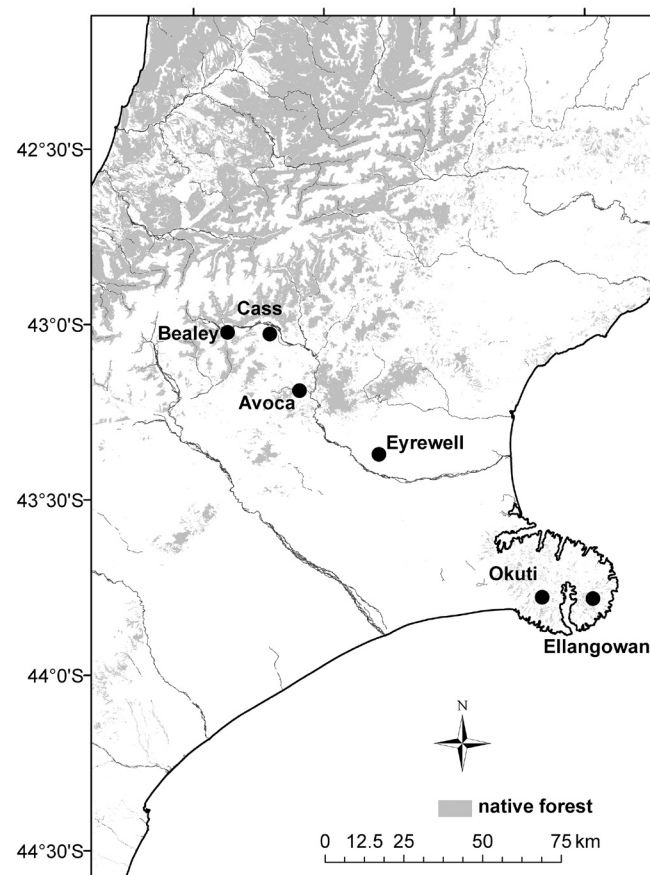 42°30'S
Cass
43°0'S
Bealey
Avoca
Eyrewell
43°30'S
Okuti
Ellangowan
44°0'S
N
native forest
0 12.5 25 50 75 km
44°30'S